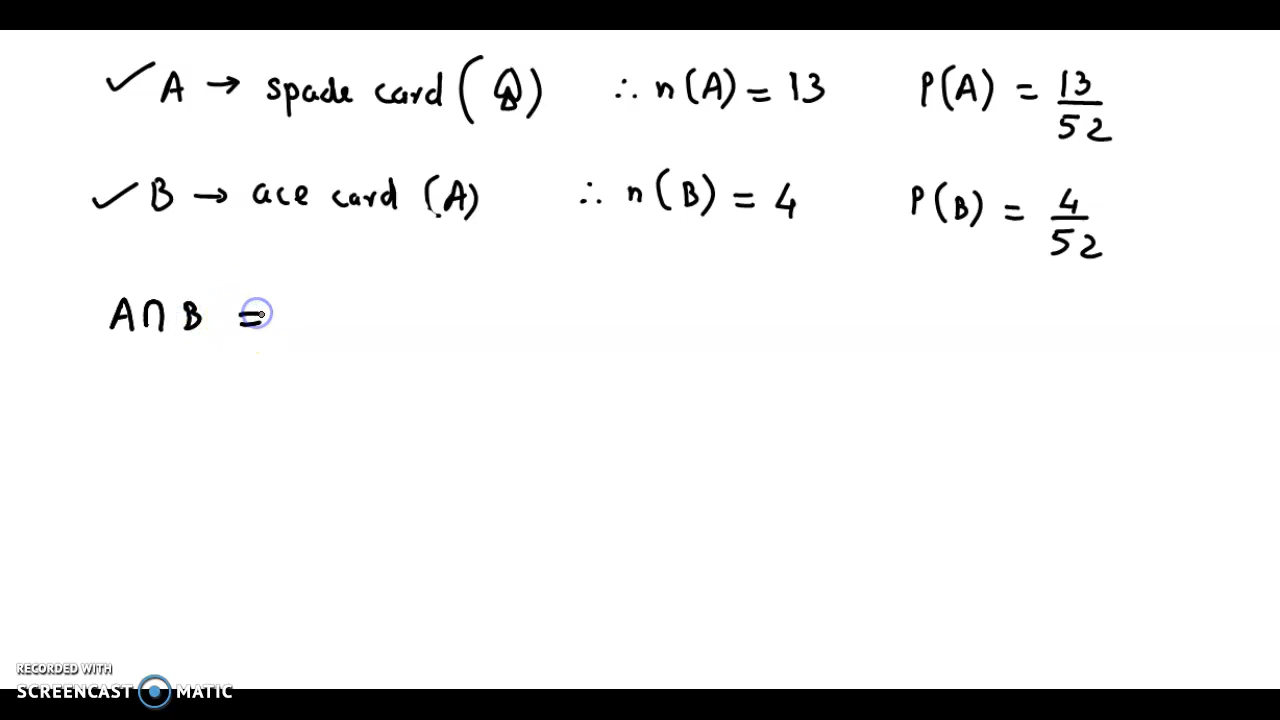 ✓ A → spade card (♠) ∴ n(A) = 13 P(A) = 13/52
✓ B → ace card (A) ∴ n(B) = 4 P(B) = 4/52
A∩B =
RECORDED WITH
SCREENCAST MATIC